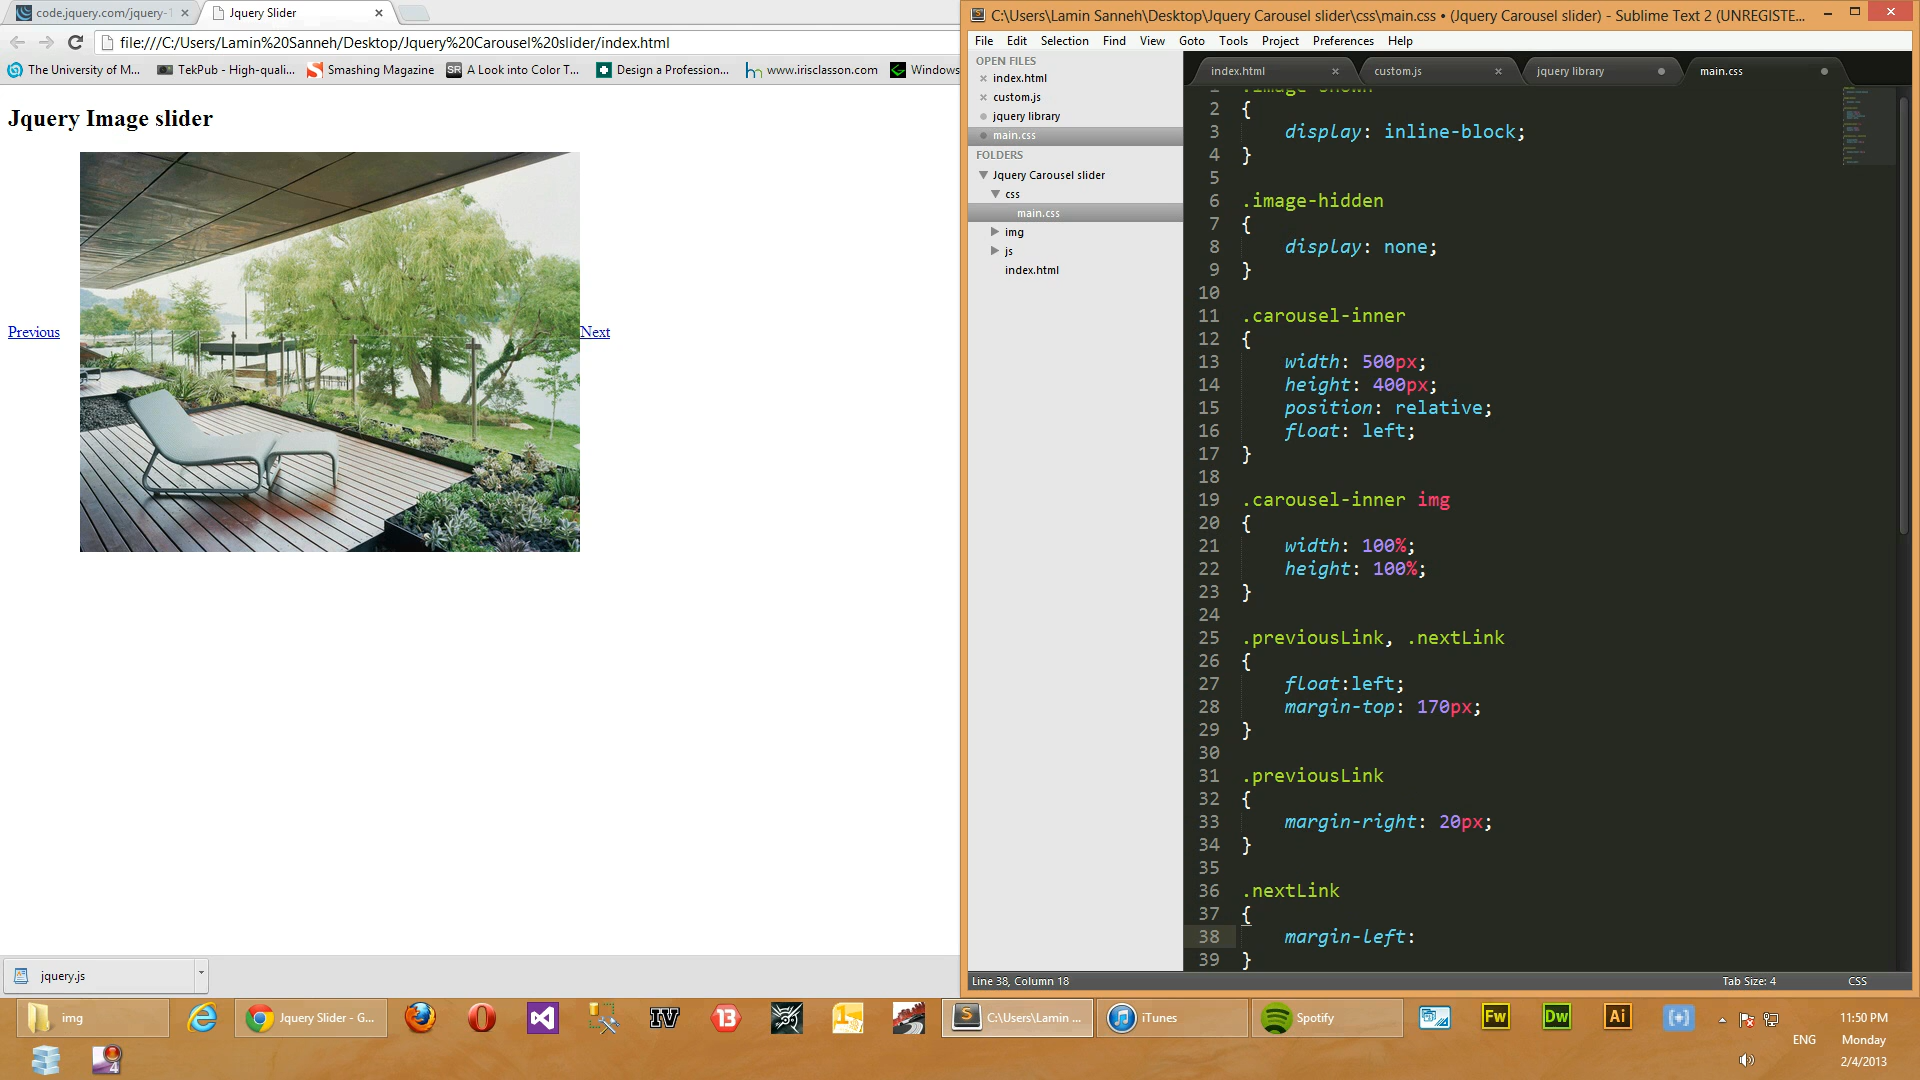 code.jquery.com/jquery-1
Jquery Slider
file:///C:/Users/Lamin%20Sanneh/Desktop/Jquery%20Carousel%20slider/index.html
The University of M...
TekPub - High-quali...
Smashing Magazine
SR
A Look into Color T...
Design a Profession...
www.irisclasson.com
Windows
Jquery Image slider
Previous
Next
jquery.js
C:\Users\Lamin Sanneh\Desktop\Jquery Carousel slider\css\main.css • (Jquery Carousel slider) - Sublime Text 2 (UNREGISTE...
File Edit Selection Find View Goto Tools Project Preferences Help
OPEN FILES
index.html
custom.js
jquery library
main.css
FOLDERS
Jquery Carousel slider
css
main.css
img
js
index.html
index.html
custom.js
jquery library
main.css
1 .image-shown
2 {
3 display: inline-block;
4 }
5
6 .image-hidden
7 {
8 display: none;
9 }
10
11 .carousel-inner
12 {
13 width: 500px;
14 height: 400px;
15 position: relative;
16 float: left;
17 }
18
19 .carousel-inner img
20 {
21 width: 100%;
22 height: 100%;
23 }
24
25 .previousLink, .nextLink
26 {
27 float:left;
28 margin-top: 170px;
29 }
30
31 .previousLink
32 {
33 margin-right: 20px;
34 }
35
36 .nextLink
37 {
38 margin-left:
39 }
Line 38, Column 18
Tab Size: 4
CSS
img
Jquery Slider - G...
IV
13
C:\Users\Lamin ...
iTunes
Spotify
Fw
Dw
Ai
ENG
11:50 PM
Monday
2/4/2013
4